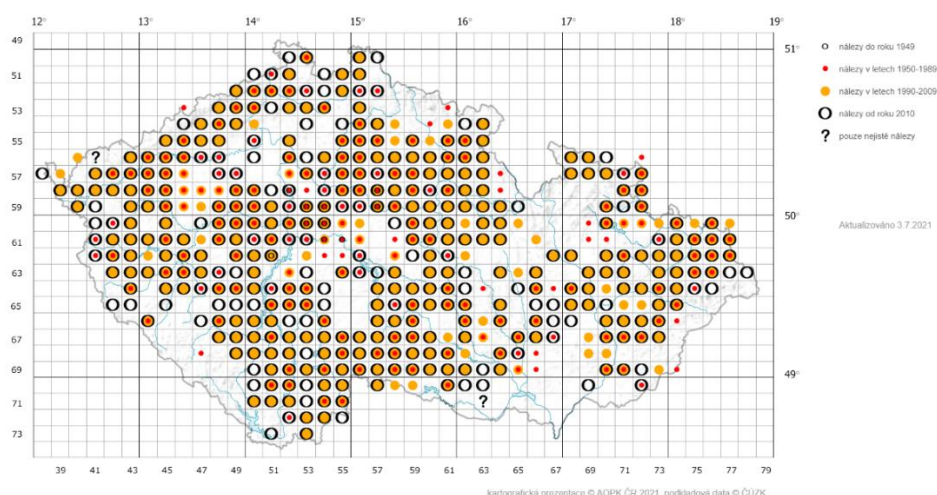 12° 13 14 15 16 17 18 19°
49 51°
51
53
55
57
59 50°
61
63
65
67
69 49°
71
73
39 41 43 45 47 49 51 53 55 57 59 61 63 65 67 69 71 73 75 77 79
? ?
nálezy do roku 1949
nálezy v letech 1950-1989
nálezy v letech 1990-2009
nálezy od roku 2010
? pouze nejisté nálezy
Aktualizováno 3.7.2021
kartografická prezentace © AOPK ČR 2021, podkladová data © ČÚZK